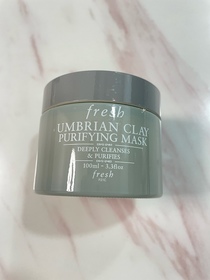 fresh
UMBRIAN CLAY
PURIFYING MASK
DEEPLY CLEANSES
& PURIFIES
100ml - 3.3fl.oz
fresh